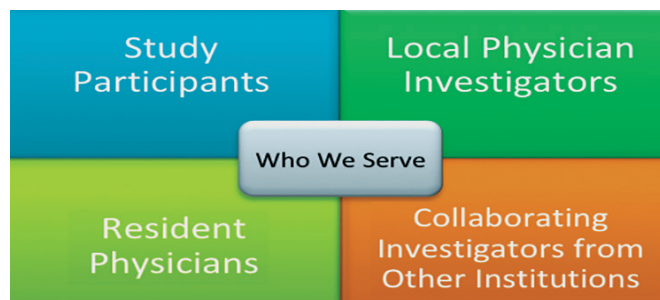 Study
Participants
Local Physician
Investigators
Who We Serve
Resident
Physicians
Collaborating
Investigators from
Other Institutions